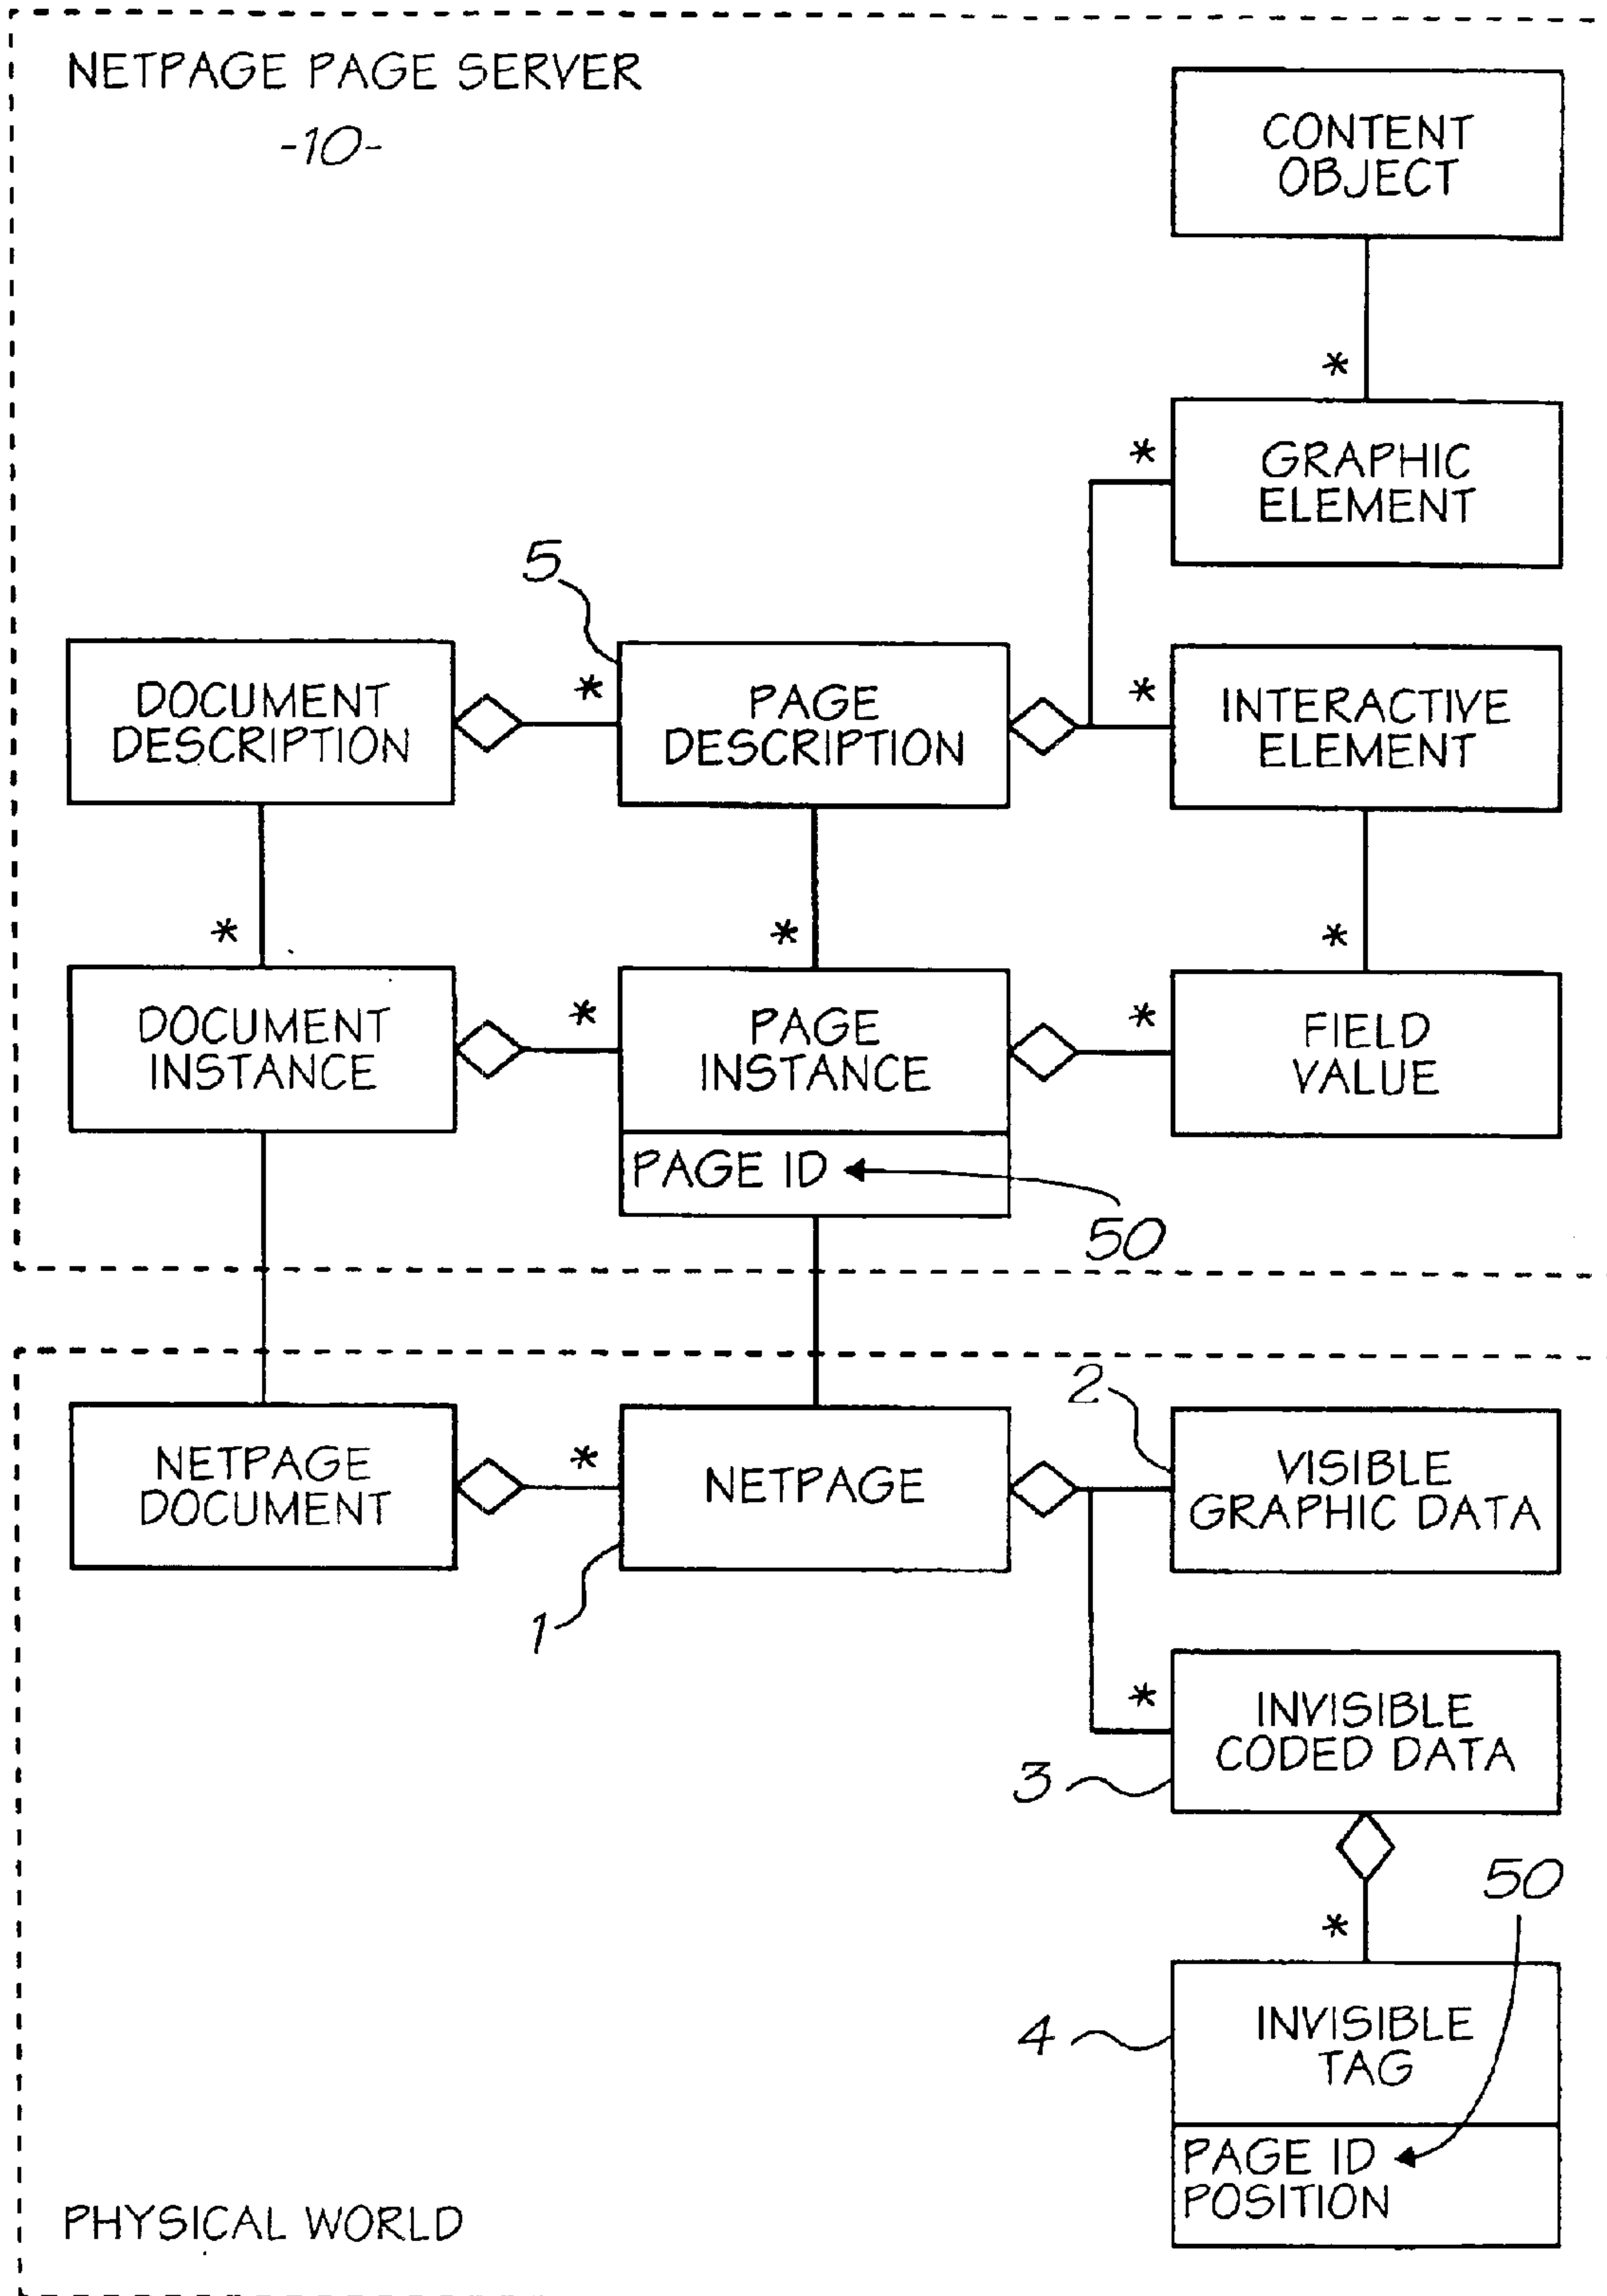 NETPAGE PAGE SERVER
-10-
CONTENT
OBJECT
*
*
GRAPHIC
ELEMENT
5
DOCUMENT
DESCRIPTION
*
PAGE
DESCRIPTION
*
INTERACTIVE
ELEMENT
*
*
*
DOCUMENT
INSTANCE
*
PAGE
INSTANCE
*
FIELD
VALUE
PAGE ID
50
NETPAGE
DOCUMENT
*
NETPAGE
1
2
VISIBLE
GRAPHIC DATA
*
INVISIBLE
CODED DATA
3
*
50
4
INVISIBLE
TAG
PAGE ID
POSITION
PHYSICAL WORLD